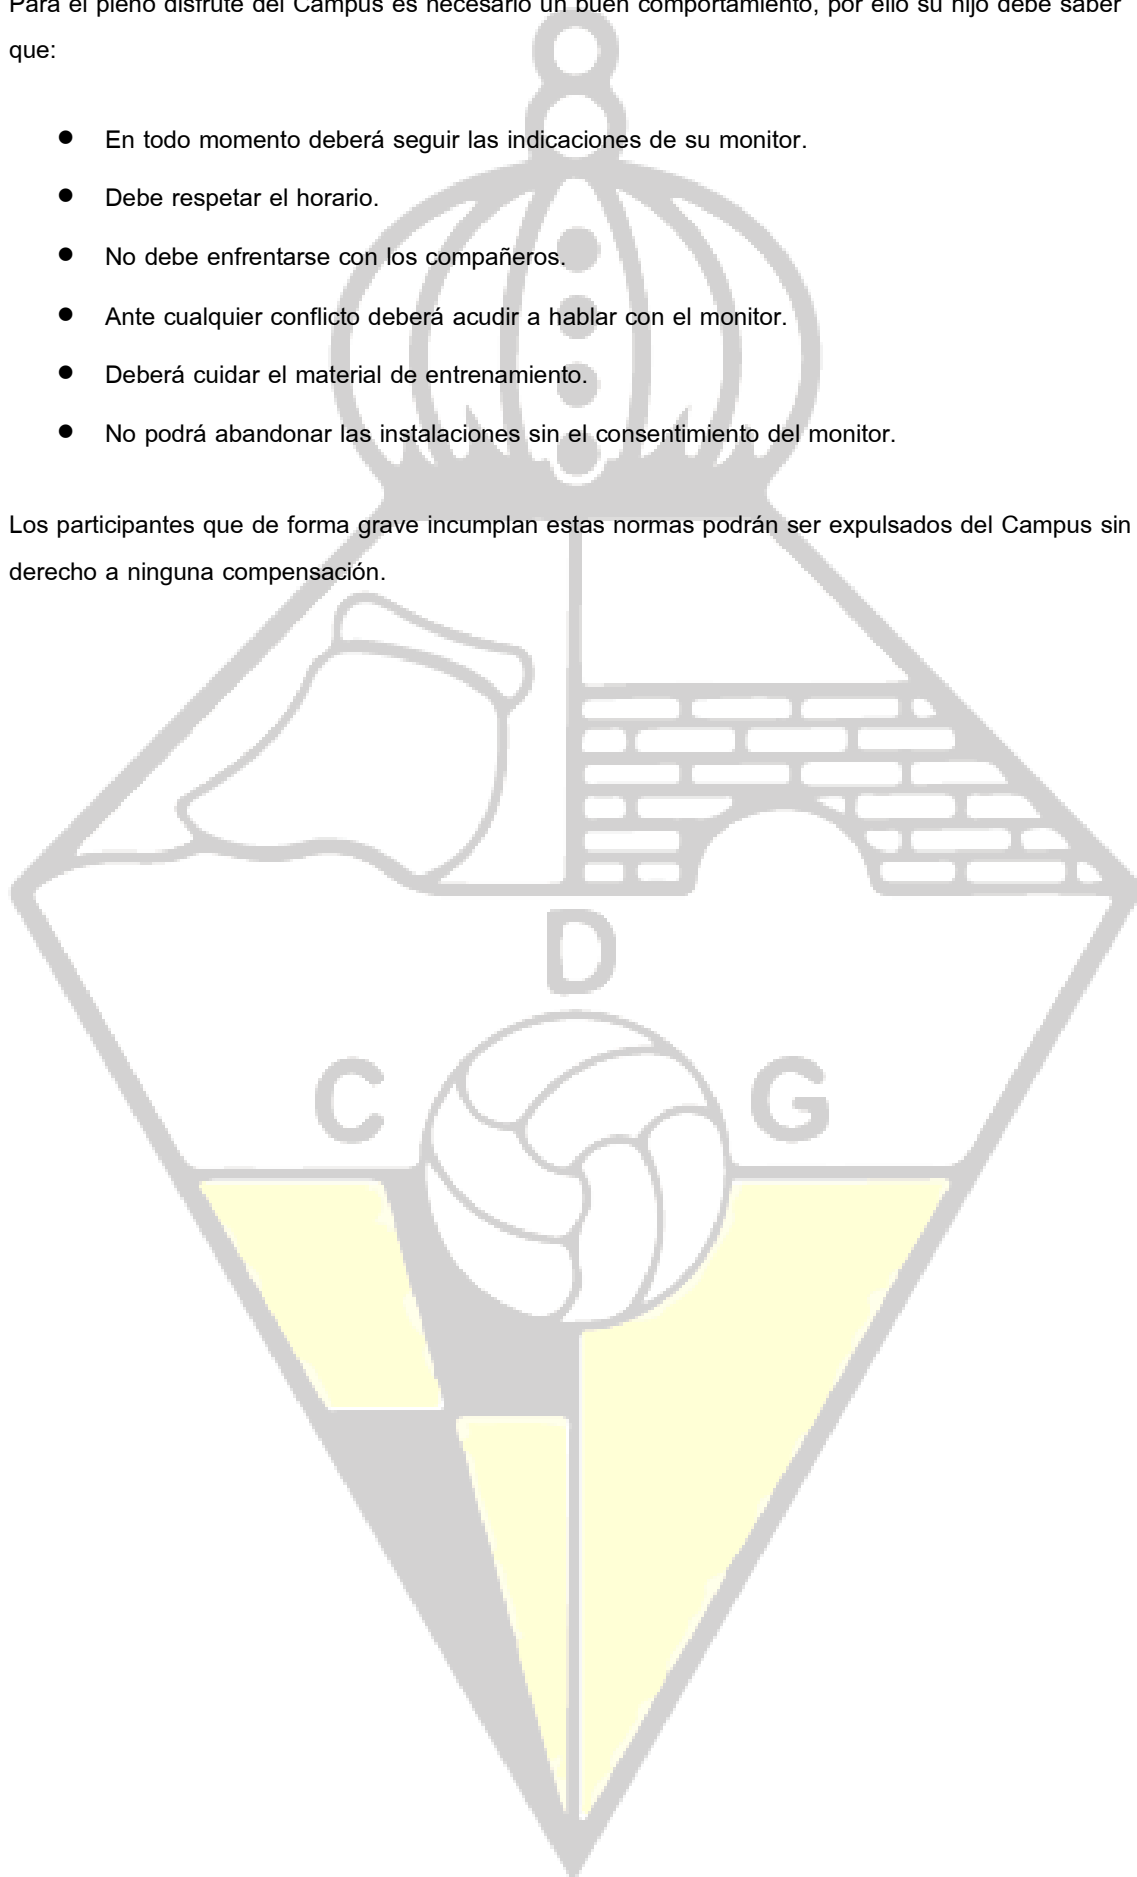 Para el pleno disfrute del Campus es necesario un buen comportamiento, por ello su hijo debe saber
que:
● En todo momento deberá seguir las indicaciones de su monitor.
● Debe respetar el horario.
● No debe enfrentarse con los compañeros.
● Ante cualquier conflicto deberá acudir a hablar con el monitor.
● Deberá cuidar el material de entrenamiento.
● No podrá abandonar las instalaciones sin el consentimiento del monitor.
Los participantes que de forma grave incumplan estas normas podrán ser expulsados del Campus sin
derecho a ninguna compensación.
D
C G